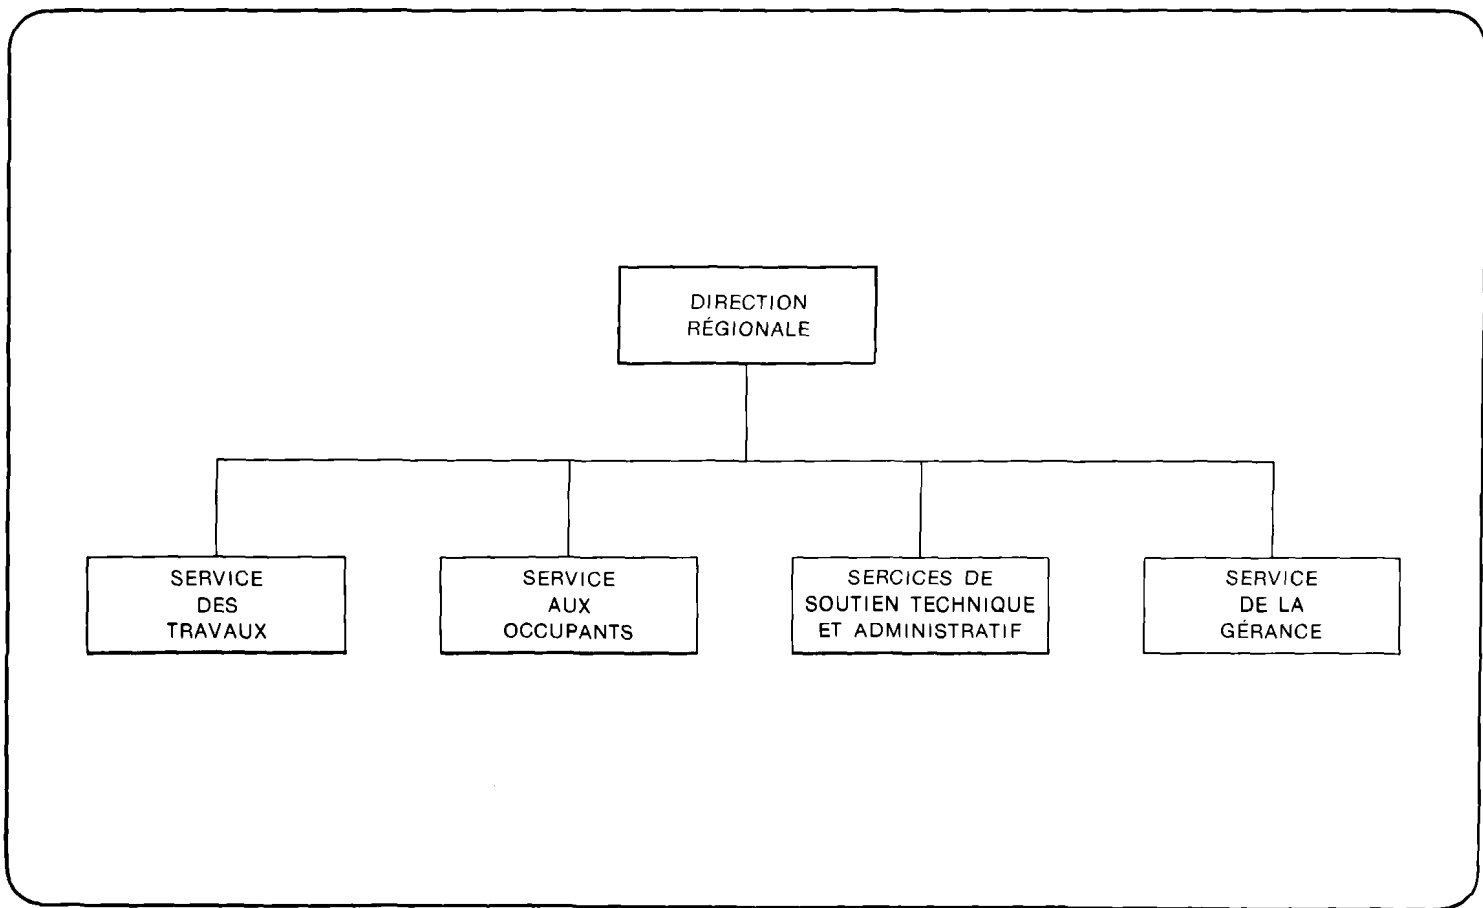 DIRECTION
RÉGIONALE
SERVICE
DES
TRAVAUX
SERVICE
AUX
OCCUPANTS
SERCICES DE
SOUTIEN TECHNIQUE
ET ADMINISTRATIF
SERVICE
DE LA
GÉRANCE